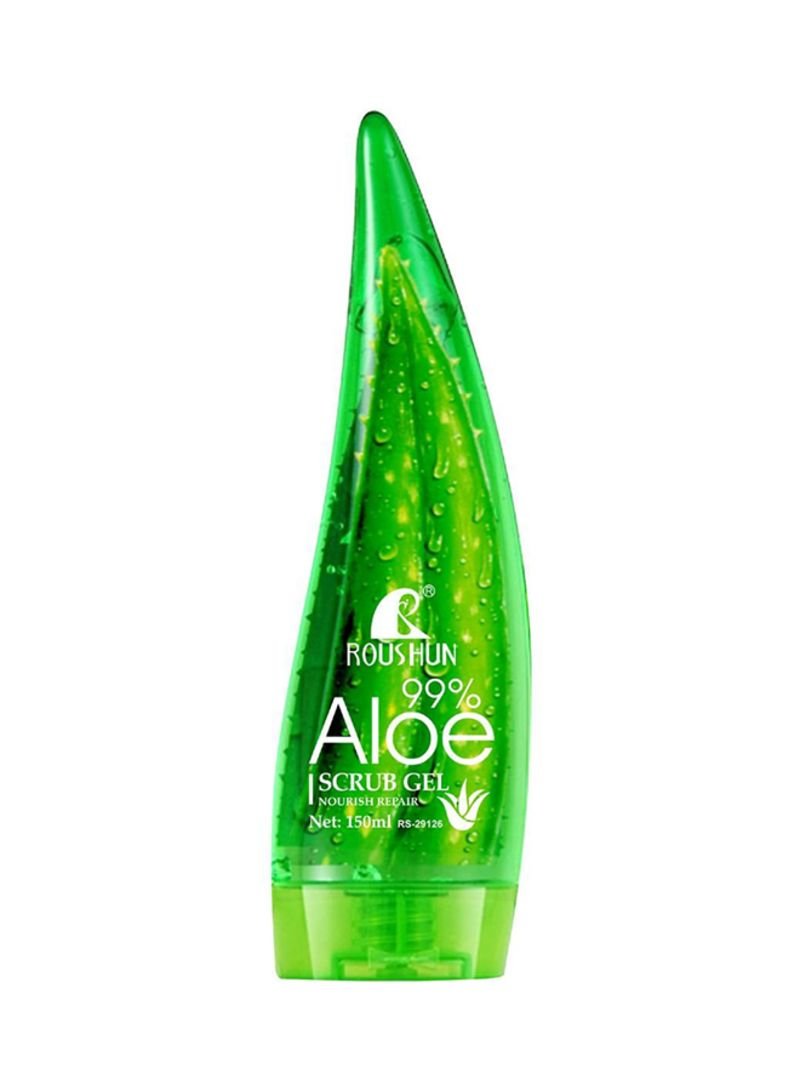 ®
ROUSHUN
99%
Aloe
SCRUB GEL
NOURISH REPAIR
Net: 150ml RS-29126